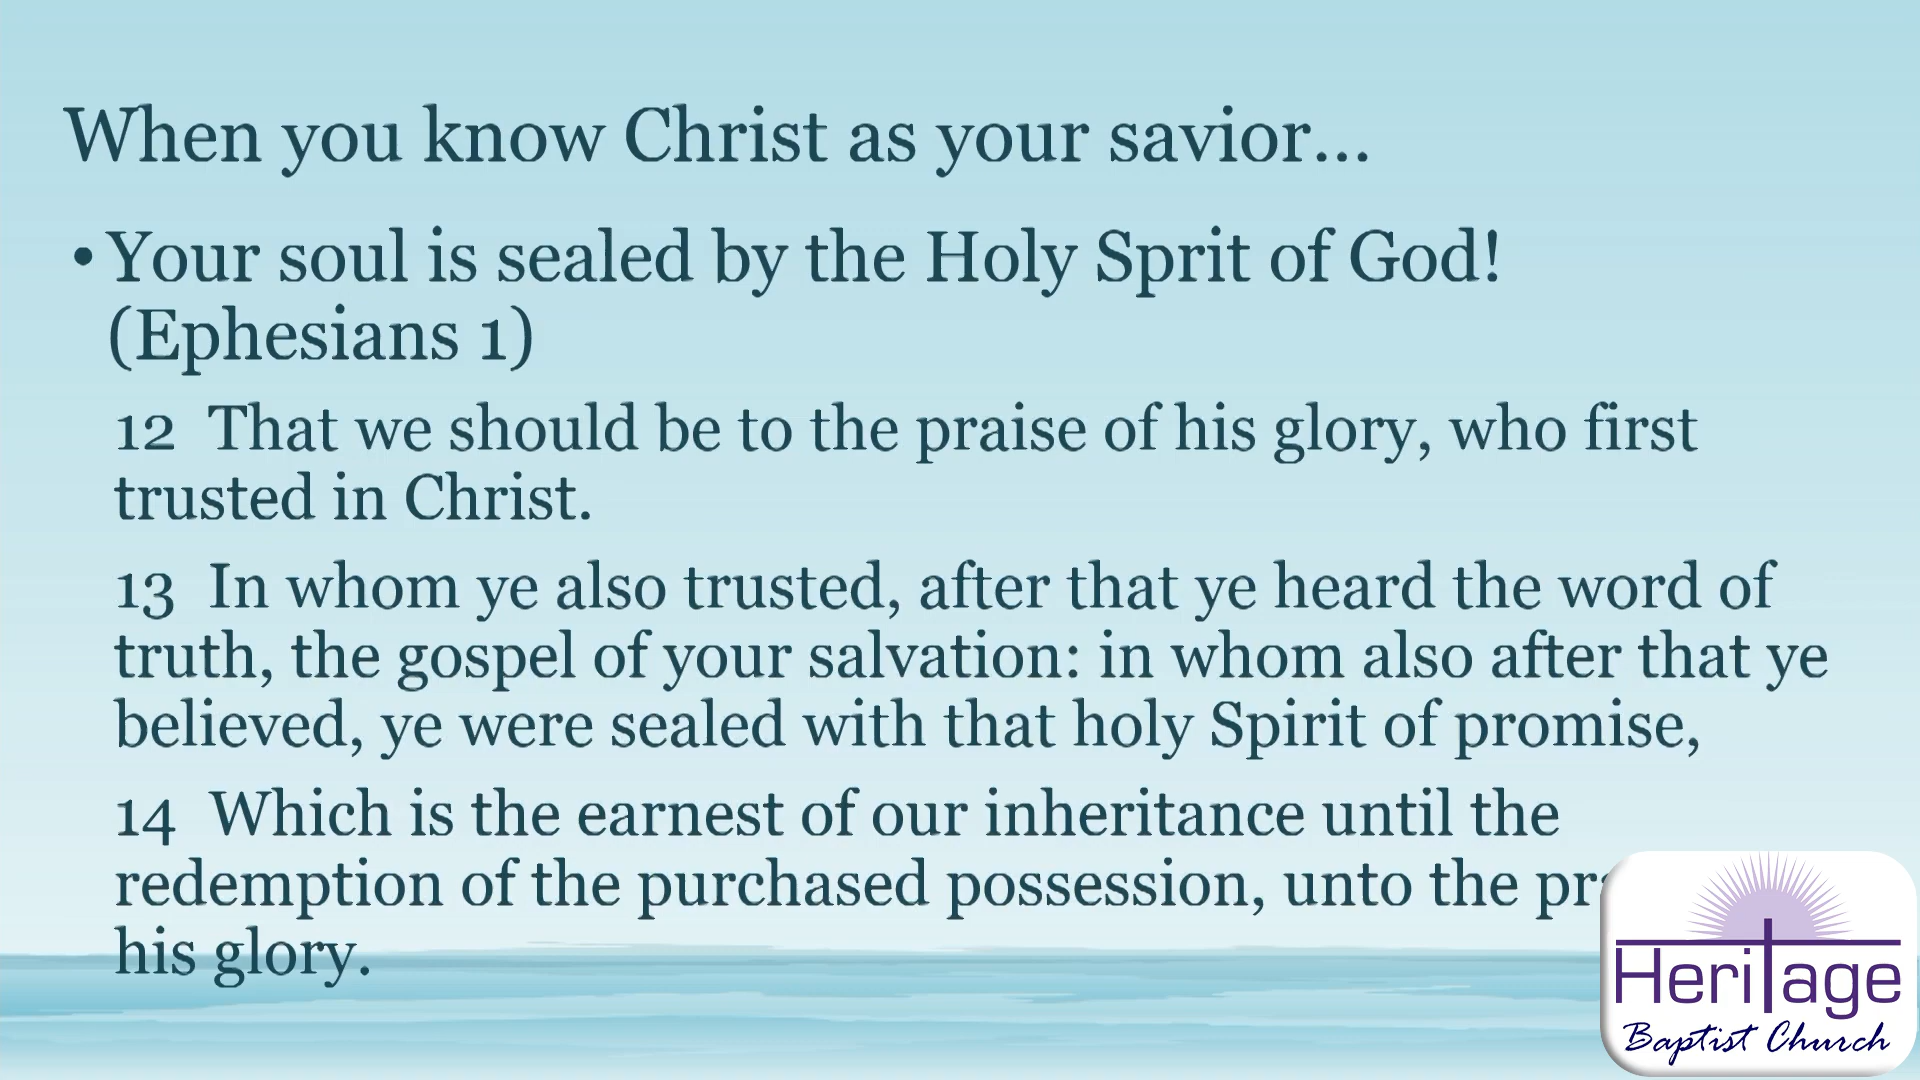 When you know Christ as your savior...
• Your soul is sealed by the Holy Sprit of God!
(Ephesians 1)
12 That we should be to the praise of his glory, who first
trusted in Christ.
13 In whom ye also trusted, after that ye heard the word of
truth, the gospel of your salvation: in whom also after that ye
believed, ye were sealed with that holy Spirit of promise,
14 Which is the earnest of our inheritance until the
redemption of the purchased possession, unto the
his glory.
Heritage
Baptist Church